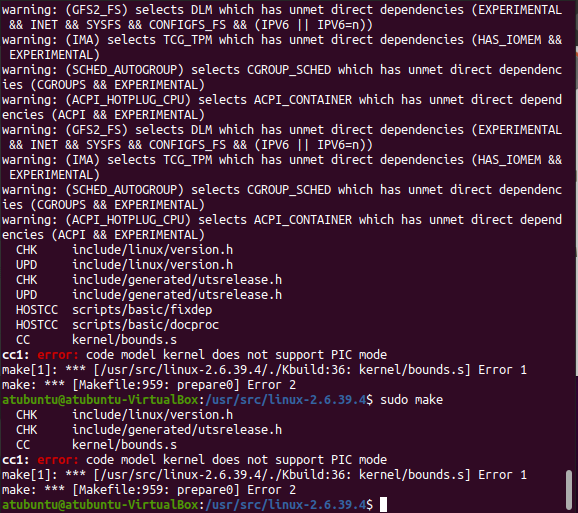 warning: (GFS2_FS) selects DLM which has unmet direct dependencies (EXPERIMENTAL
 && INET && SYSFS && CONFIGFS_FS && (IPV6 || IPV6=n))
warning: (IMA) selects TCG_TPM which has unmet direct dependencies (HAS_IOMEM &&
 EXPERIMENTAL)
warning: (SCHED_AUTOGROUP) selects CGROUP_SCHED which has unmet direct dependenc
ies (CGROUPS && EXPERIMENTAL)
warning: (ACPI_HOTPLUG_CPU) selects ACPI_CONTAINER which has unmet direct depend
encies (ACPI && EXPERIMENTAL)
warning: (GFS2_FS) selects DLM which has unmet direct dependencies (EXPERIMENTAL
 && INET && SYSFS && CONFIGFS_FS && (IPV6 || IPV6=n))
warning: (IMA) selects TCG_TPM which has unmet direct dependencies (HAS_IOMEM &&
 EXPERIMENTAL)
warning: (SCHED_AUTOGROUP) selects CGROUP_SCHED which has unmet direct dependenc
ies (CGROUPS && EXPERIMENTAL)
warning: (ACPI_HOTPLUG_CPU) selects ACPI_CONTAINER which has unmet direct depend
encies (ACPI && EXPERIMENTAL)
  CHK     include/linux/version.h
  UPD     include/linux/version.h
  CHK     include/generated/utsrelease.h
  UPD     include/generated/utsrelease.h
  HOSTCC  scripts/basic/fixdep
  HOSTCC  scripts/basic/docproc
  CC      kernel/bounds.s
cc1: error: code model kernel does not support PIC mode
make[1]: *** [/usr/src/linux-2.6.39.4/./Kbuild:36: kernel/bounds.s] Error 1
make: *** [Makefile:959: prepare0] Error 2
atubuntu@atubuntu-VirtualBox:/usr/src/linux-2.6.39.4$ sudo make
  CHK     include/linux/version.h
  CHK     include/generated/utsrelease.h
  CC      kernel/bounds.s
cc1: error: code model kernel does not support PIC mode
make[1]: *** [/usr/src/linux-2.6.39.4/./Kbuild:36: kernel/bounds.s] Error 1
make: *** [Makefile:959: prepare0] Error 2
atubuntu@atubuntu-VirtualBox:/usr/src/linux-2.6.39.4$